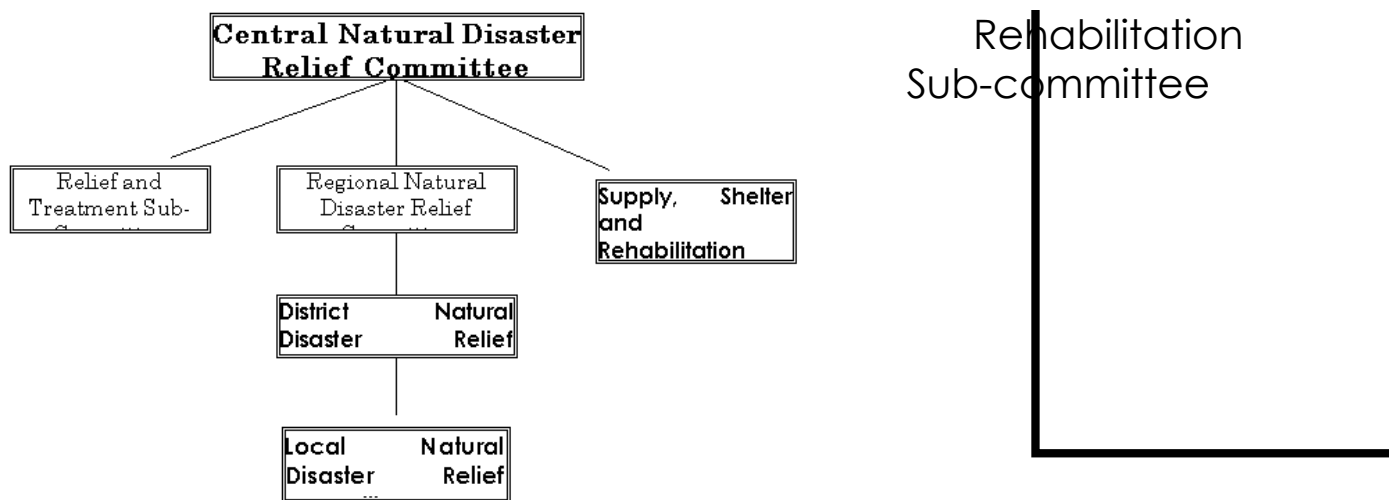 Central Natural Disaster
Relief Committee
Relief and
Treatment Sub-
Regional Natural
Disaster Relief
Supply, Shelter
and
Rehabilitation
District Natural
Disaster Relief
Local Natural
Disaster Relief
Rehabilitation
Sub-committee